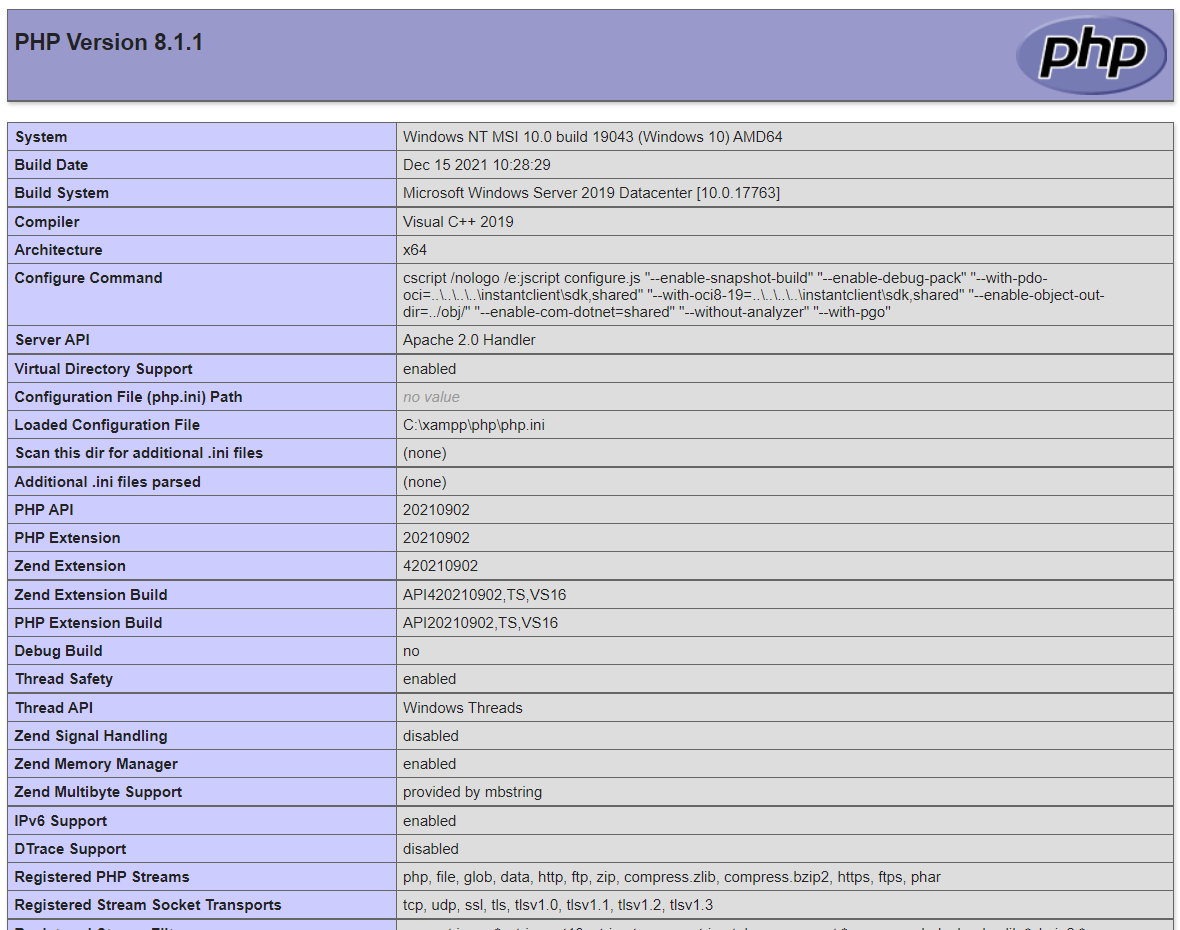 PHP Version 8.1.1
php
System Windows NT MSI 10.0 build 19043 (Windows 10) AMD64
Build Date Dec 15 2021 10:28:29
Build System Microsoft Windows Server 2019 Datacenter [10.0.17763]
Compiler Visual C++ 2019
Architecture x64
Configure Command cscript /nologo /e:jscript configure.js "--enable-snapshot-build" "--enable-debug-pack" "--with-pdo-
oci=..\..\..\..\instantclient\sdk,shared" "--with-oci8-19=..\..\..\..\instantclient\sdk,shared" "--enable-object-out-
dir=../obj/" "--enable-com-dotnet=shared" "--without-analyzer" "--with-pgo"
Server API Apache 2.0 Handler
Virtual Directory Support enabled
Configuration File (php.ini) Path no value
Loaded Configuration File C:\xampp\php\php.ini
Scan this dir for additional .ini files (none)
Additional .ini files parsed (none)
PHP API 20210902
PHP Extension 20210902
Zend Extension 420210902
Zend Extension Build API420210902,TS,VS16
PHP Extension Build API20210902,TS,VS16
Debug Build no
Thread Safety enabled
Thread API Windows Threads
Zend Signal Handling disabled
Zend Memory Manager enabled
Zend Multibyte Support provided by mbstring
IPv6 Support enabled
DTrace Support disabled
Registered PHP Streams php, file, glob, data, http, ftp, zip, compress.zlib, compress.bzip2, https, ftps, phar
Registered Stream Socket Transports tcp, udp, ssl, tls, tlsv1.0, tlsv1.1, tlsv1.2, tlsv1.3